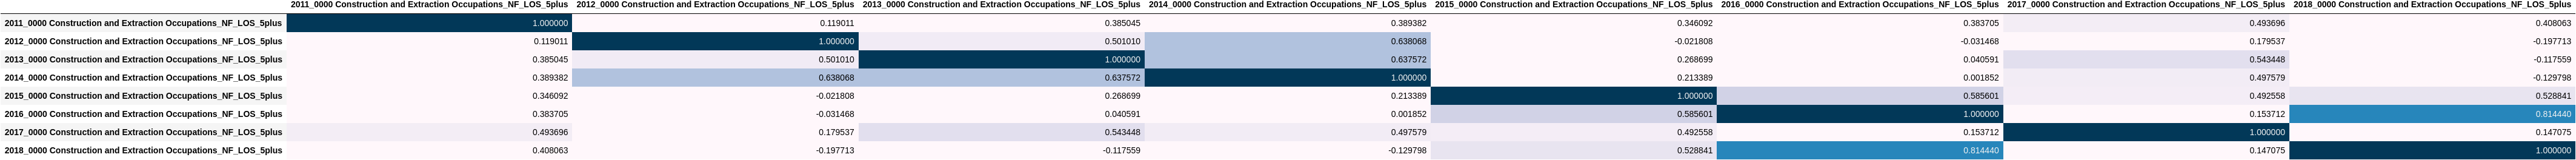 2011_0000 Construction and Extraction Occupations_NF_LOS_5plus 2012_0000 Construction and Extraction Occupations_NF_LOS_5plus 2013_0000 Construction and Extraction Occupations_NF_LOS_5plus 2014_0000 Construction and Extraction Occupations_NF_LOS_5plus 2015_0000 Construction and Extraction Occupations_NF_LOS_5plus 2016_0000 Construction and Extraction Occupations_NF_LOS_5plus 2017_0000 Construction and Extraction Occupations_NF_LOS_5plus 2018_0000 Construction and Extraction Occupations_NF_LOS_5plus
2011_0000 Construction and Extraction Occupations_NF_LOS_5plus 1.000000 0.119011 0.385045 0.389382 0.346092 0.383705 0.493696 0.408063
2012_0000 Construction and Extraction Occupations_NF_LOS_5plus 0.119011 1.000000 0.501010 0.638068 -0.021808 -0.031468 0.179537 -0.197713
2013_0000 Construction and Extraction Occupations_NF_LOS_5plus 0.385045 0.501010 1.000000 0.637572 0.268699 0.040591 0.543448 -0.117559
2014_0000 Construction and Extraction Occupations_NF_LOS_5plus 0.389382 0.638068 0.637572 1.000000 0.213389 0.001852 0.497579 -0.129798
2015_0000 Construction and Extraction Occupations_NF_LOS_5plus 0.346092 -0.021808 0.268699 0.213389 1.000000 0.585601 0.492558 0.528841
2016_0000 Construction and Extraction Occupations_NF_LOS_5plus 0.383705 -0.031468 0.040591 0.001852 0.585601 1.000000 0.153712 0.814440
2017_0000 Construction and Extraction Occupations_NF_LOS_5plus 0.493696 0.179537 0.543448 0.497579 0.492558 0.153712 1.000000 0.147075
2018_0000 Construction and Extraction Occupations_NF_LOS_5plus 0.408063 -0.197713 -0.117559 -0.129798 0.528841 0.814440 0.147075 1.000000